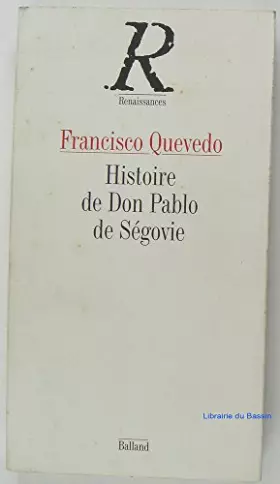 R
Renaissances
Francisco Quevedo
Histoire
de Don Pablo
de Ségovie
Librairie du Bassin
Balland